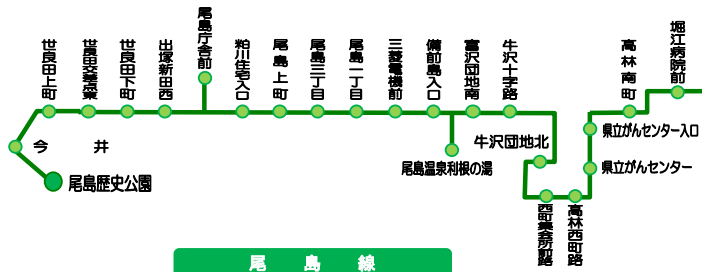 尾島庁舎前
堀江病院前
世良田上町
世良田交差点東
世良田下町
出塚新田西
粕川住宅入口
尾島上町
尾島三丁目
尾島一丁目
三菱電機前
備前島入口
富沢団地南
牛沢十字路
高林南町
県立がんセンター入口
今井
牛沢団地北
尾島温泉利根の湯
県立がんセンター
尾島歴史公園
西町集会所前路
高林西町路
尾島線